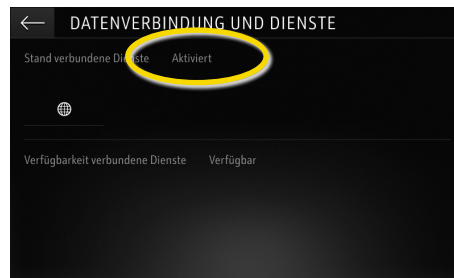 DATENVERBINDUNG UND DIENSTE
Stand verbundene Dienste Aktiviert
Verfügbarkeit verbundene Dienste Verfügbar